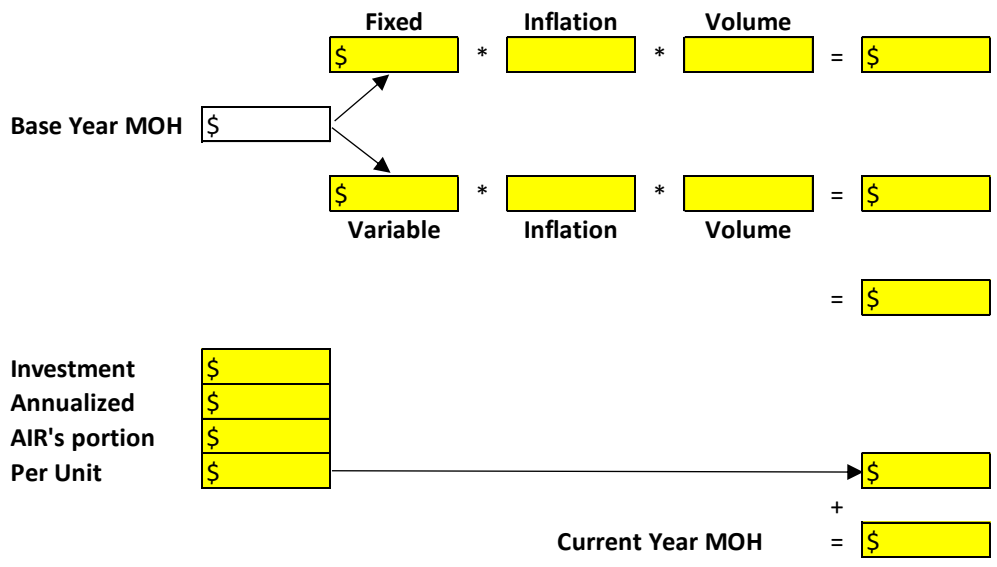 Fixed Inflation Volume
$ * * = $
Base Year MOH $
$ * * = $
Variable Inflation Volume
= $
Investment $
Annualized $
AIR's portion $
Per Unit $ $
+
Current Year MOH = $